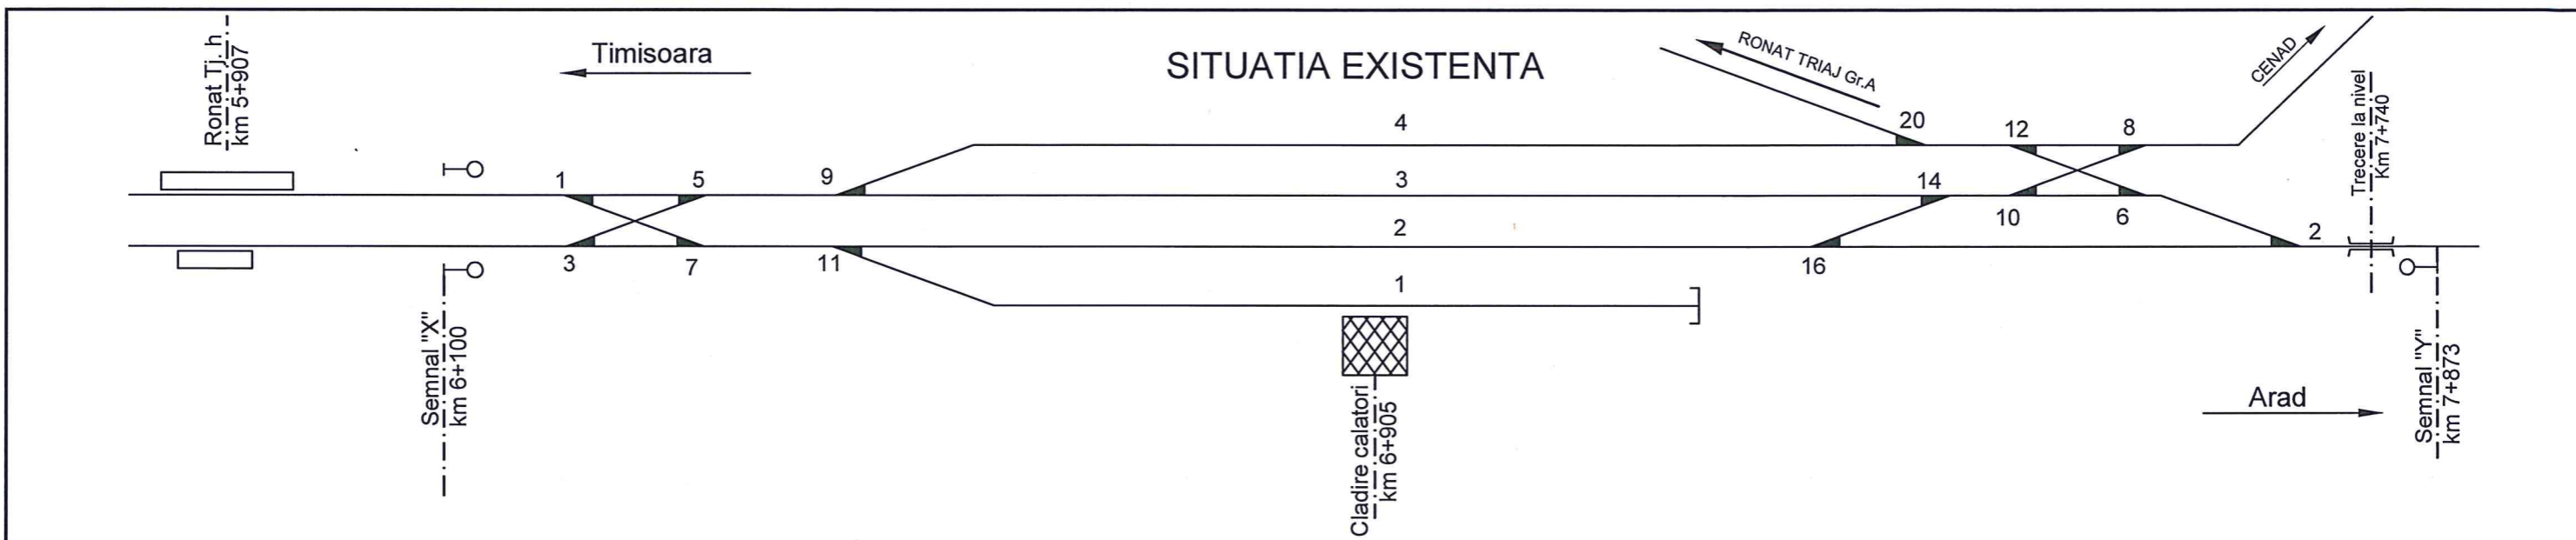 SITUATIA EXISTENTA
Ronat Tj. h
km 5+907
Timisoara
RONAT TRIAJ Gr.A
CENAD
Trecere la nivel
Km 7+740
4
20
12
8
1
5
9
3
14
2
10
6
2
3
7
11
16
1
Semnal "X"
km 6+100
Cladire calatori
km 6+905
Arad
Semnal "Y"
km 7+873